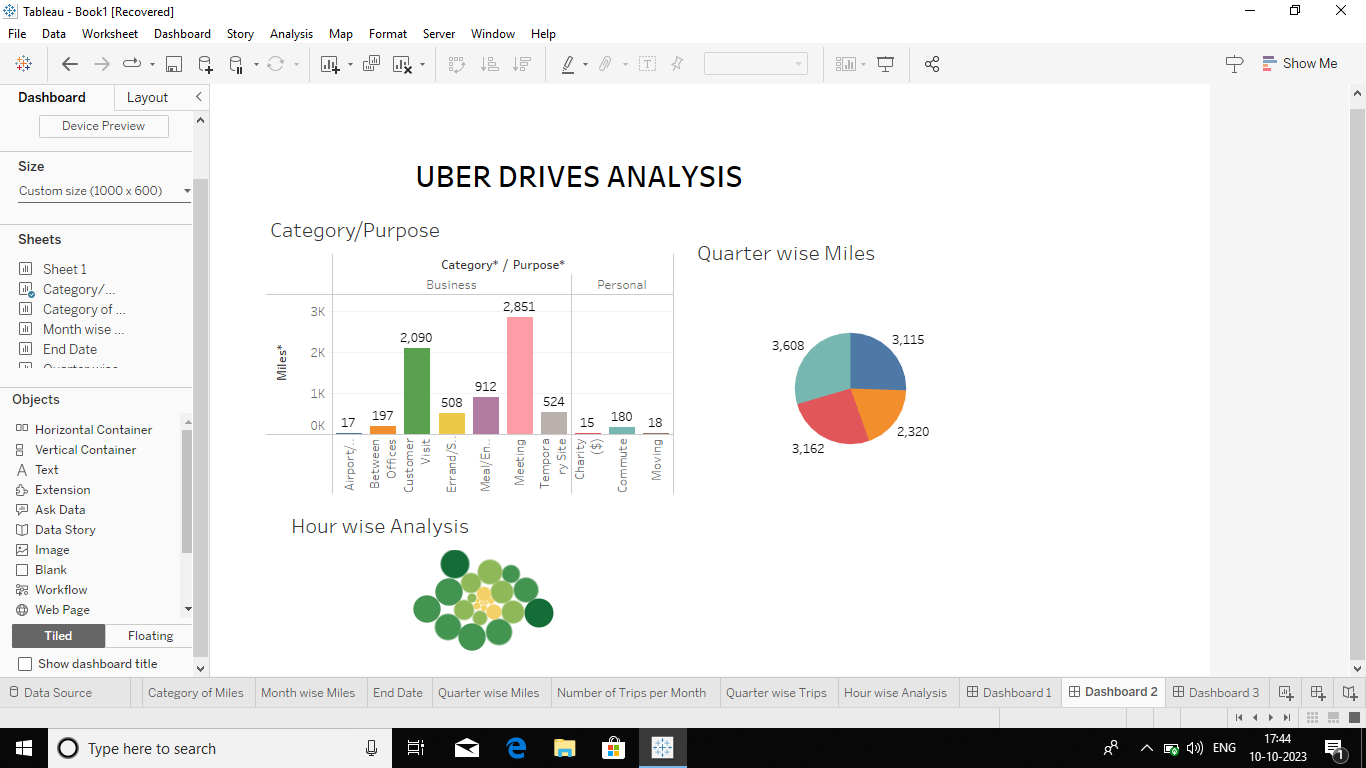 Tableau - Book1 [Recovered]
File Data Worksheet Dashboard Story Analysis Map Format Server Window Help
Show Me
Dashboard Layout
Device Preview
Size
Custom size (1000 x 600)
Sheets
Sheet 1
Category/...
Category of ...
Month wise ...
End Date
Objects
Horizontal Container
Vertical Container
Text
Extension
Ask Data
Data Story
Image
Blank
Workflow
Web Page
Tiled Floating
Show dashboard title
UBER DRIVES ANALYSIS
Category/Purpose
Category* / Purpose*
Business Personal
Miles*
3K
2K
1K
0K
17
197
2,090
508
912
2,851
524
15
180
18
Airport/..
Between Offices
Customer Visit
Errand/S..
Meal/En..
Meeting
Tempora
ry Site
Charity ($)
Commute
Moving
Quarter wise Miles
3,608
3,115
3,162
2,320
Hour wise Analysis
Data Source Category of Miles Month wise Miles End Date Quarter wise Miles Number of Trips per Month Quarter wise Trips Hour wise Analysis Dashboard 1 Dashboard 2 Dashboard 3
Type here to search
ENG
17:44
10-10-2023
1